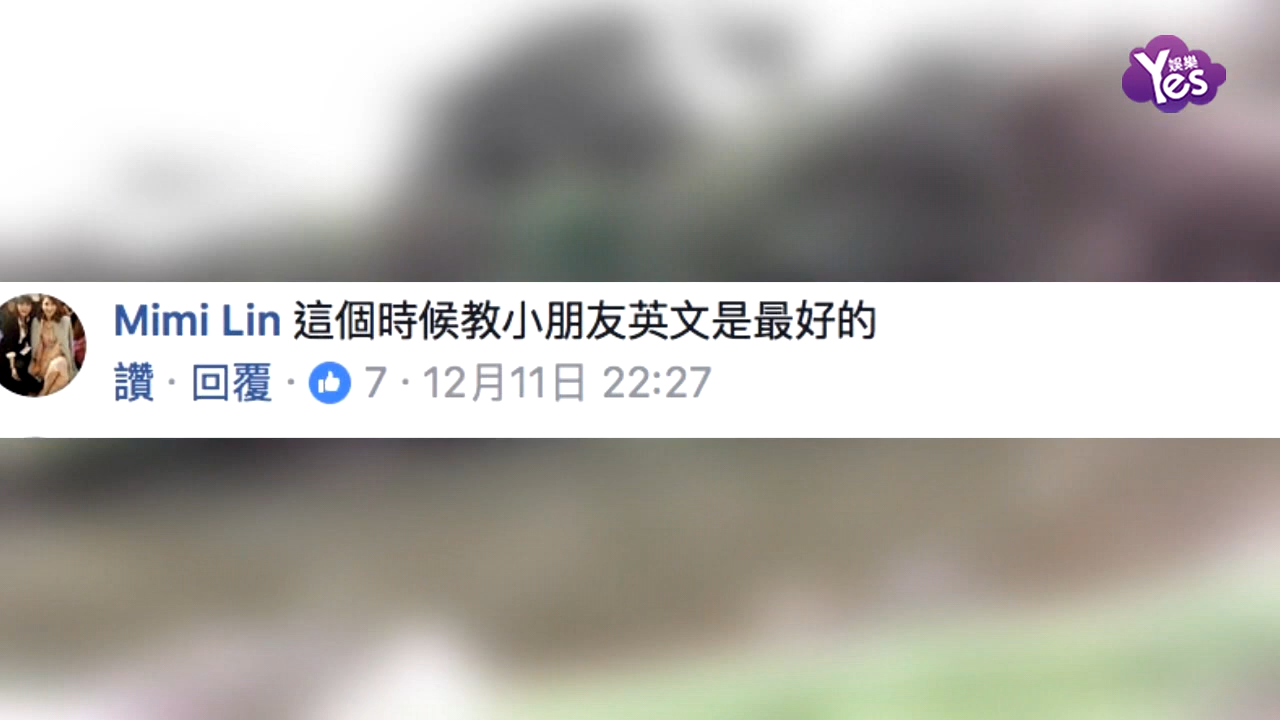 Yes 娛樂
Mimi Lin 這個時候教小朋友英文是最好的
讚 · 回覆 · 7 · 12月11日 22:27